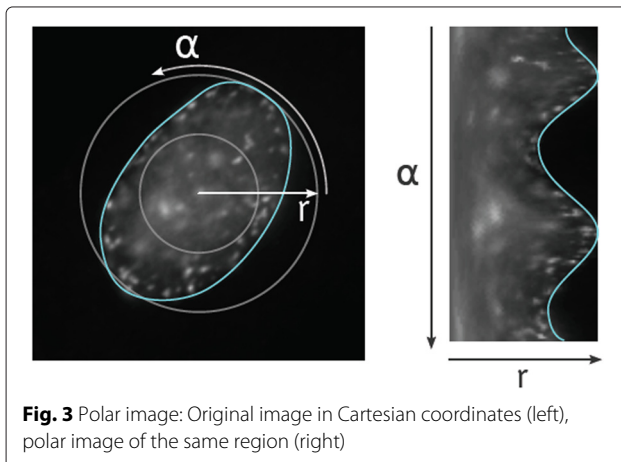 α
r
α
r
Fig. 3 Polar image: Original image in Cartesian coordinates (left),
polar image of the same region (right)